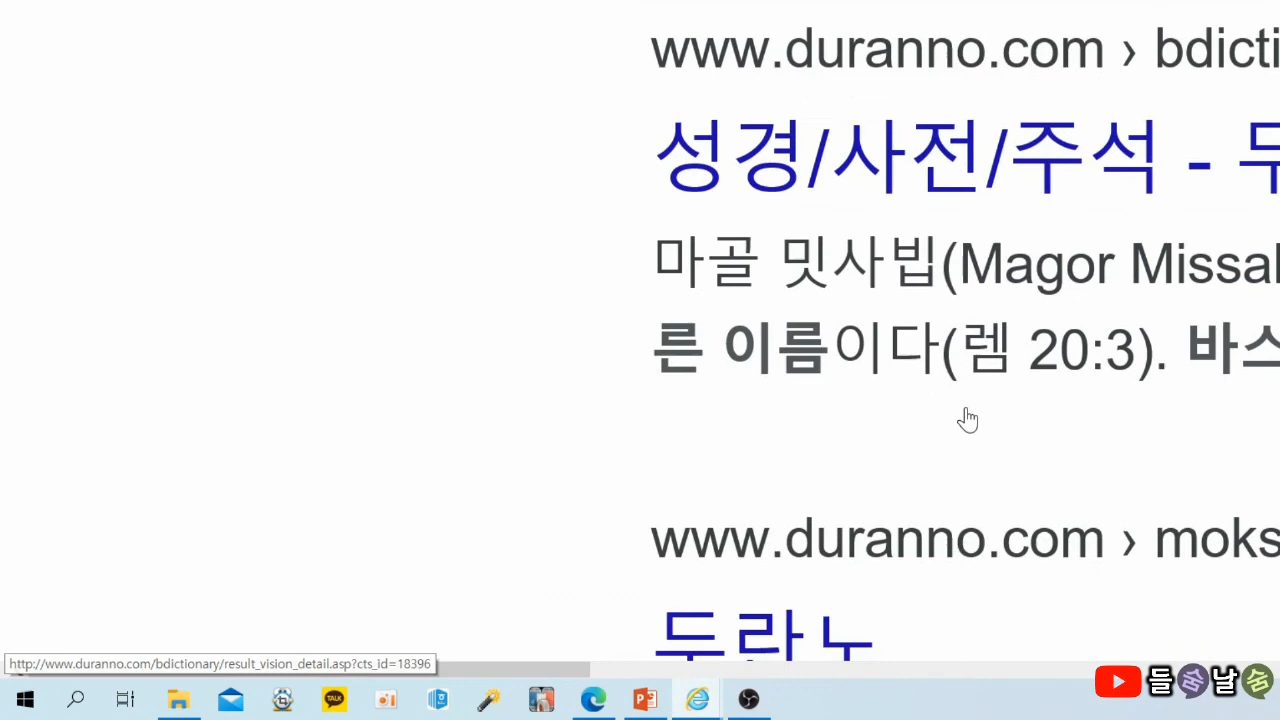 www.duranno.com › bdicti
성경/사전/주석 - 두
마골 밋사빕(Magor Missal
른 이름이다(렘 20:3). 바스
www.duranno.com › moks
두란노
http://www.duranno.com/bdictionary/result_vision_detail.asp?cts_id=18396
TALK
들숨날숨